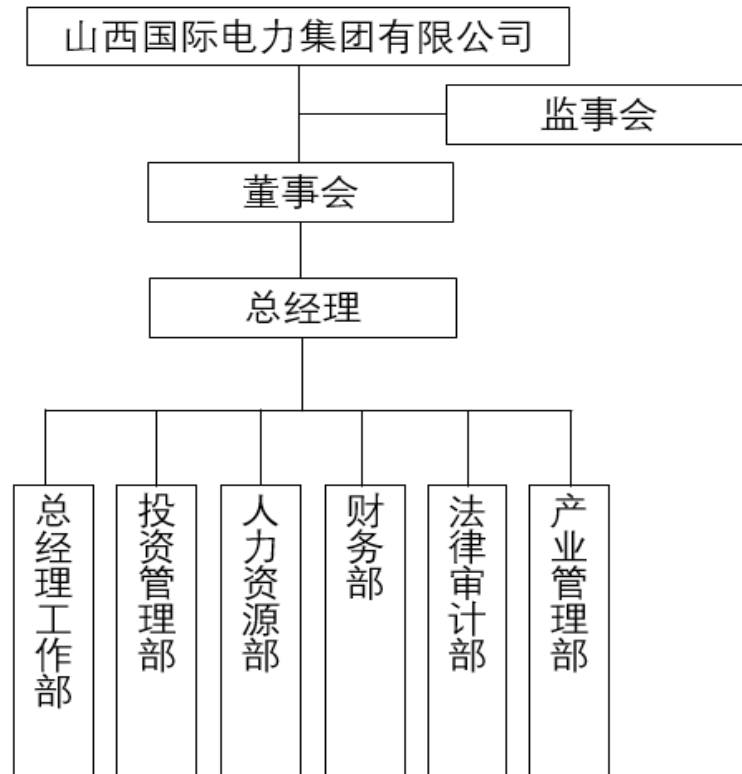 山西国际电力集团有限公司
监事会
董事会
总经理
总经理工作部
投资管理部
人力资源部
财务部
法律审计部
产业管理部